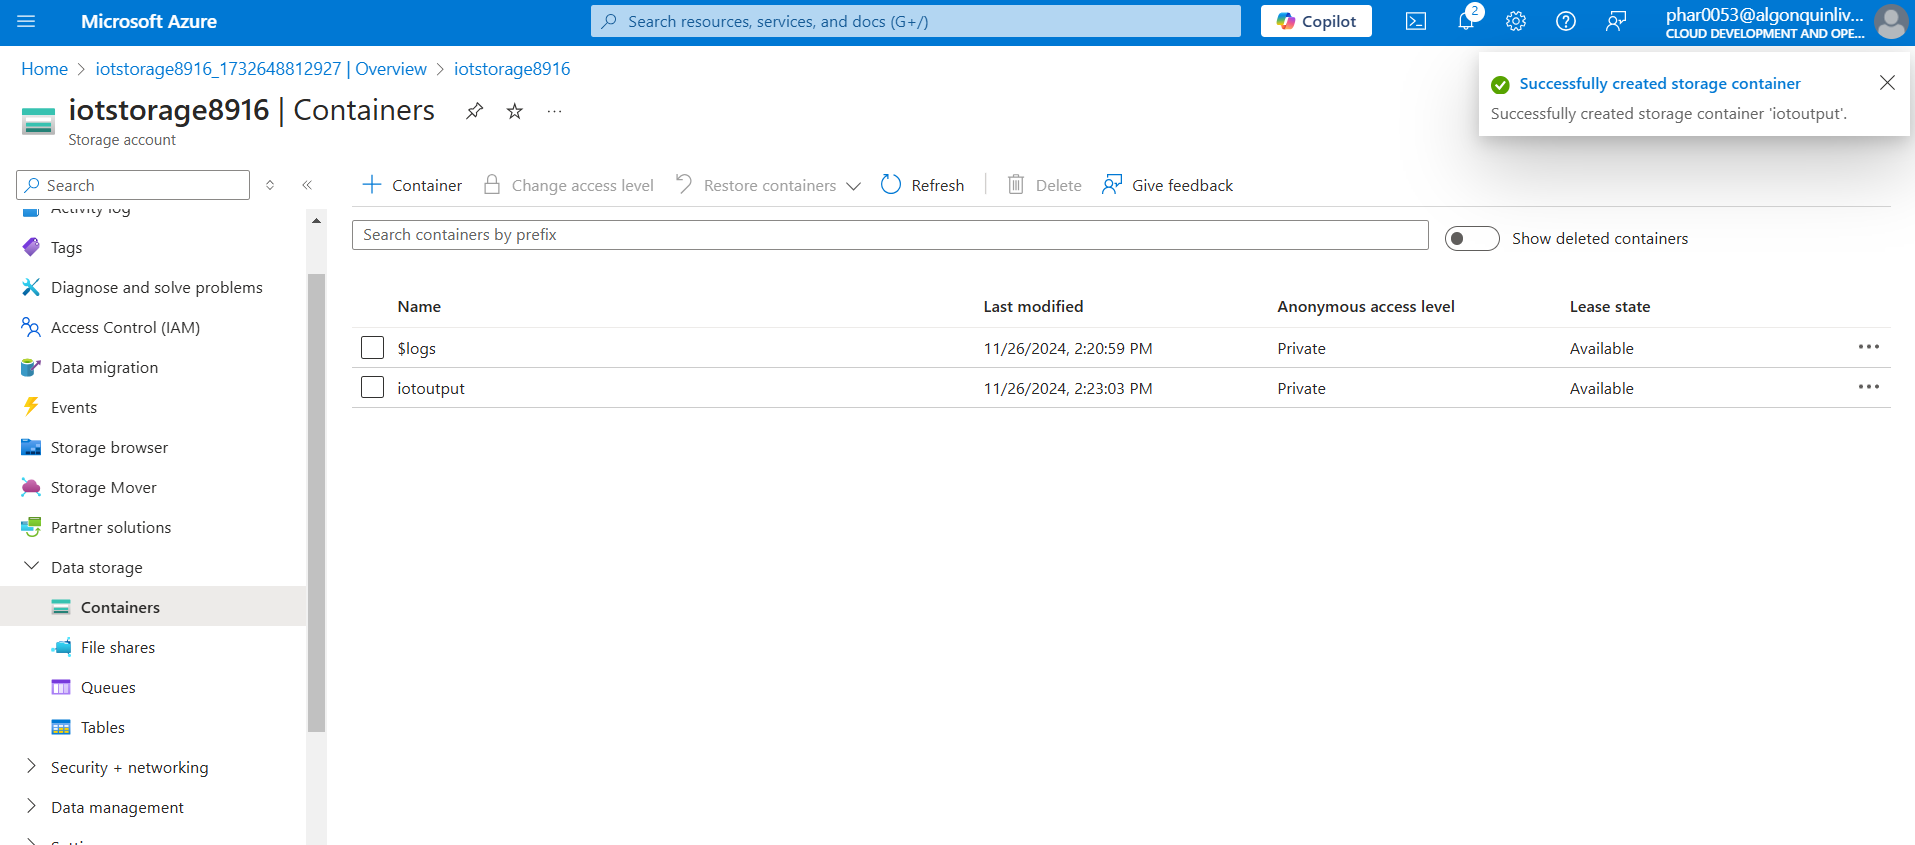 Microsoft Azure
Search resources, services, and docs (G+/)
Copilot
2
phar0053@algonquinliv...
CLOUD DEVELOPMENT AND OPE...
Home > iotstorage8916_1732648812927 | Overview > iotstorage8916
iotstorage8916 | Containers
Storage account
Successfully created storage container
Successfully created storage container 'iotoutput'.
Search
Activity log
Tags
Diagnose and solve problems
Access Control (IAM)
Data migration
Events
Storage browser
Storage Mover
Partner solutions
Data storage
Containers
File shares
Queues
Tables
Security + networking
Data management
Container
Change access level
Restore containers
Refresh
Delete
Give feedback
Search containers by prefix
Show deleted containers
Name Last modified Anonymous access level Lease state
$logs 11/26/2024, 2:20:59 PM Private Available
iotoutput 11/26/2024, 2:23:03 PM Private Available